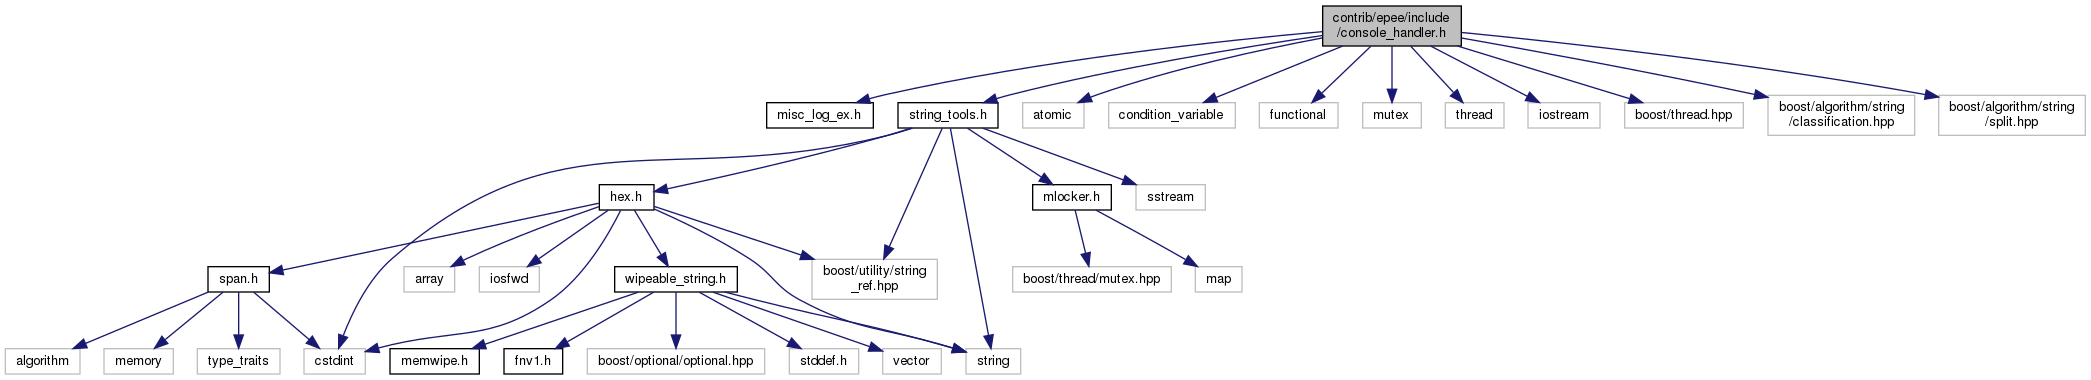 contrib/epee/include
/console_handler.h
misc_log_ex.h
string_tools.h
atomic
condition_variable
functional
mutex
thread
iostream
boost/thread.hpp
boost/algorithm/string
/classification.hpp
boost/algorithm/string
/split.hpp
hex.h
mlocker.h
sstream
span.h
array
iosfwd
wipeable_string.h
boost/utility/string
_ref.hpp
boost/thread/mutex.hpp
map
algorithm
memory
type_traits
cstdint
memwipe.h
fnv1.h
boost/optional/optional.hpp
stddef.h
vector
string